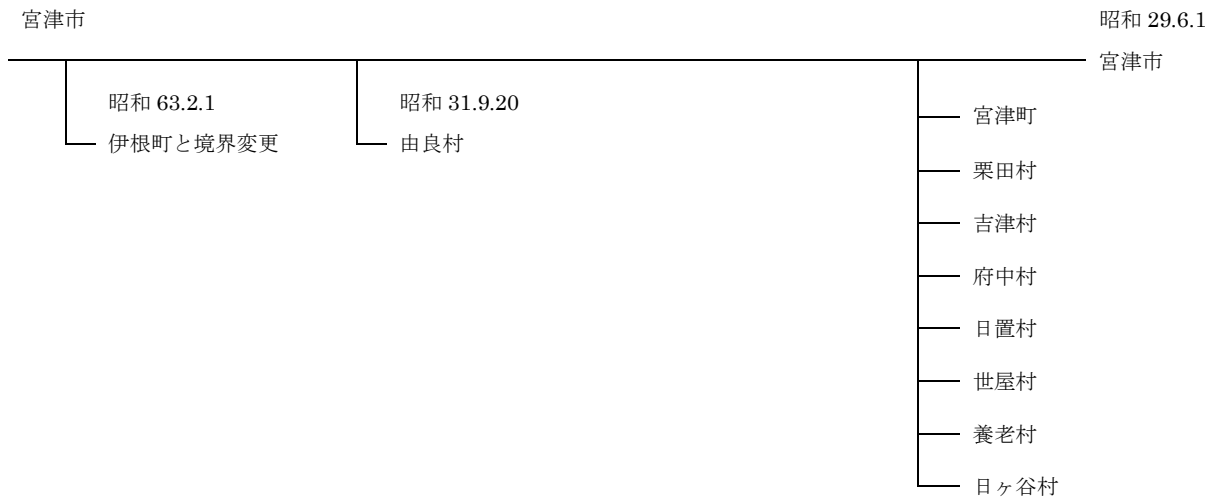 宮津市
昭和 29.6.1
宮津市
昭和 63.2.1
伊根町と境界変更
昭和 31.9.20
由良村
宮津町
栗田村
吉津村
府中村
日置村
世屋村
養老村
日ヶ谷村